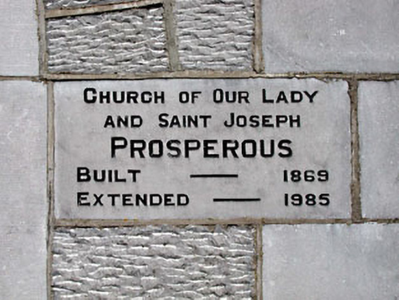 CHURCH OF OUR LADY
AND SAINT JOSEPH
PROSPEROUS
BUILT — 1869
EXTENDED — 1985